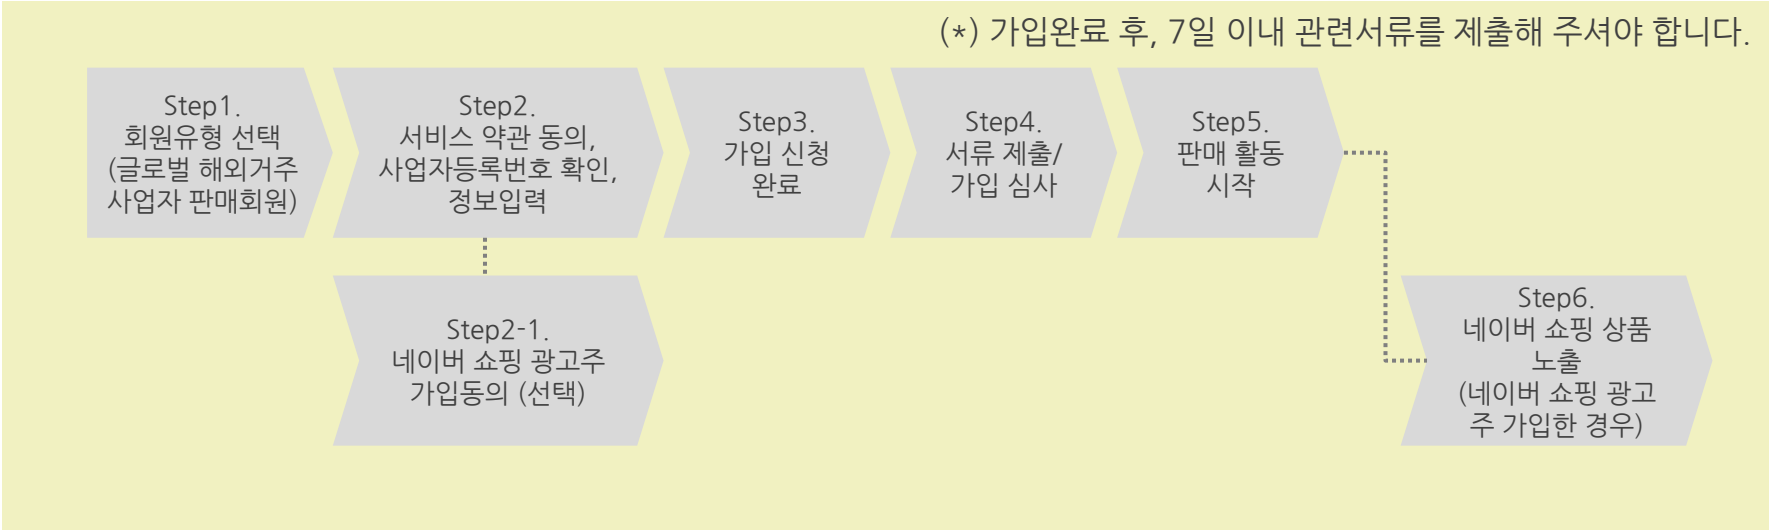 (*) 가입완료 후, 7일 이내 관련서류를 제출해 주셔야 합니다.
Step1.
회원유형 선택
(글로벌 해외거주
사업자 판매회원)
Step2.
서비스 약관 동의,
사업자등록번호 확인,
정보입력
Step3.
가입 신청
완료
Step4.
서류 제출/
가입 심사
Step5.
판매 활동
시작
Step2-1.
네이버 쇼핑 광고주
가입동의 (선택)
Step6.
네이버 쇼핑 상품
노출
(네이버 쇼핑 광고
주 가입한 경우)